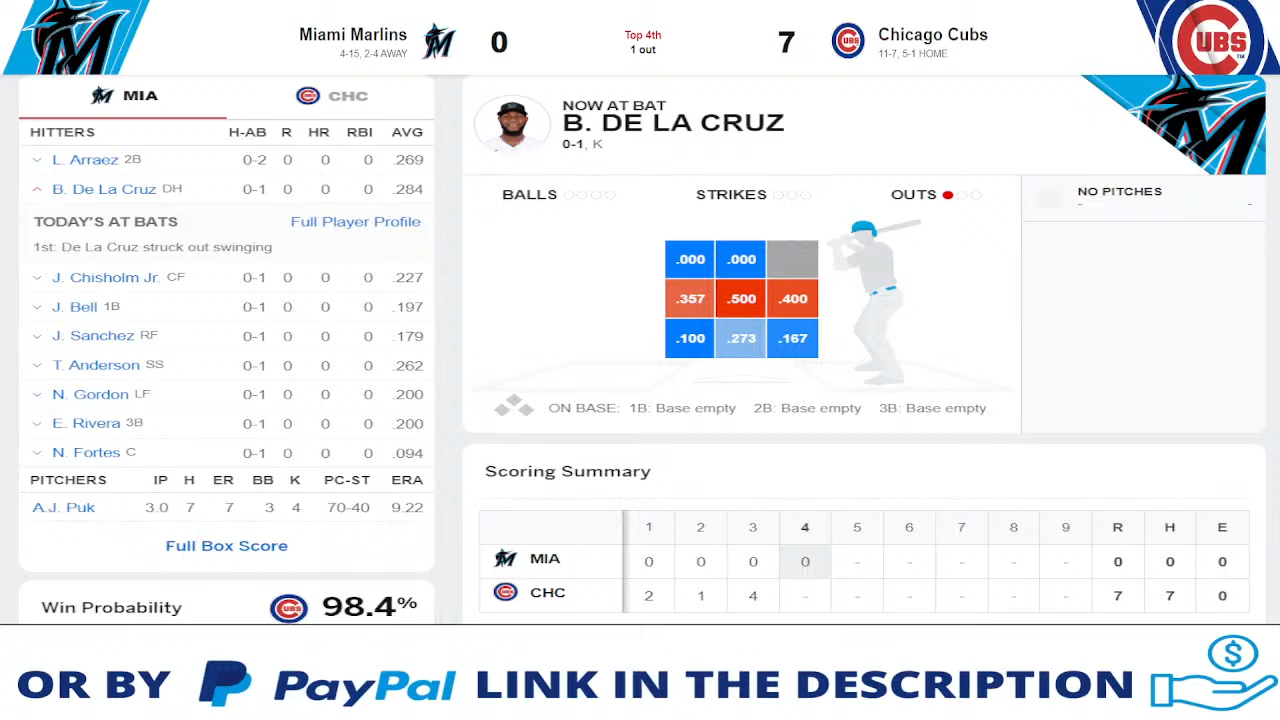 Miami Marlins
4-15, 2-4 AWAY
0
Top 4th
1 out
7
Chicago Cubs
11-7, 5-1 HOME
CUBS
TM
MIA
CHC
HITTERS H-AB R HR RBI AVG
L. Arraez 2B 0-2 0 0 0 .269
B. De La Cruz DH 0-1 0 0 0 .284
TODAY'S AT BATS Full Player Profile
1st: De La Cruz struck out swinging
J. Chisholm Jr. CF 0-1 0 0 0 .227
J. Bell 1B 0-1 0 0 0 .197
J. Sanchez RF 0-1 0 0 0 .179
T. Anderson SS 0-1 0 0 0 .262
N. Gordon LF 0-1 0 0 0 .200
E. Rivera 3B 0-1 0 0 0 .200
N. Fortes C 0-1 0 0 0 .094
PITCHERS IP H ER BB K PC-ST ERA
A.J. Puk 3.0 7 7 3 4 70-40 9.22
Full Box Score
Win Probability 98.4%
NOW AT BAT
B. DE LA CRUZ
0-1, K
BALLS STRIKES OUTS
NO PITCHES
- -
.000 .000
.357 .500 .400
.100 .273 .167
ON BASE: 1B: Base empty 2B: Base empty 3B: Base empty
Scoring Summary
1 2 3 4 5 6 7 8 9 R H E
MIA 0 0 0 0 - - - - - 0 0 0
CHC 2 1 4 - - - - - - 7 7 0
OR BY PayPal LINK IN THE DESCRIPTION
$